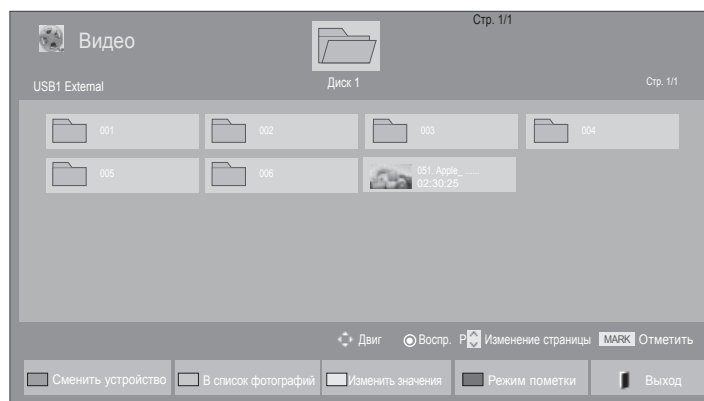 Стр. 1/1
Видео
USB1 External
Диск 1
Стр. 1/1
001
002
003
004
005
006
051. Apple_ ......
02:30:25
Двиг
Воспр.
P Изменение страницы
MARK Отметить
Сменить устройство
В список фотографий
Изменить значения
Режим пометки
Выход